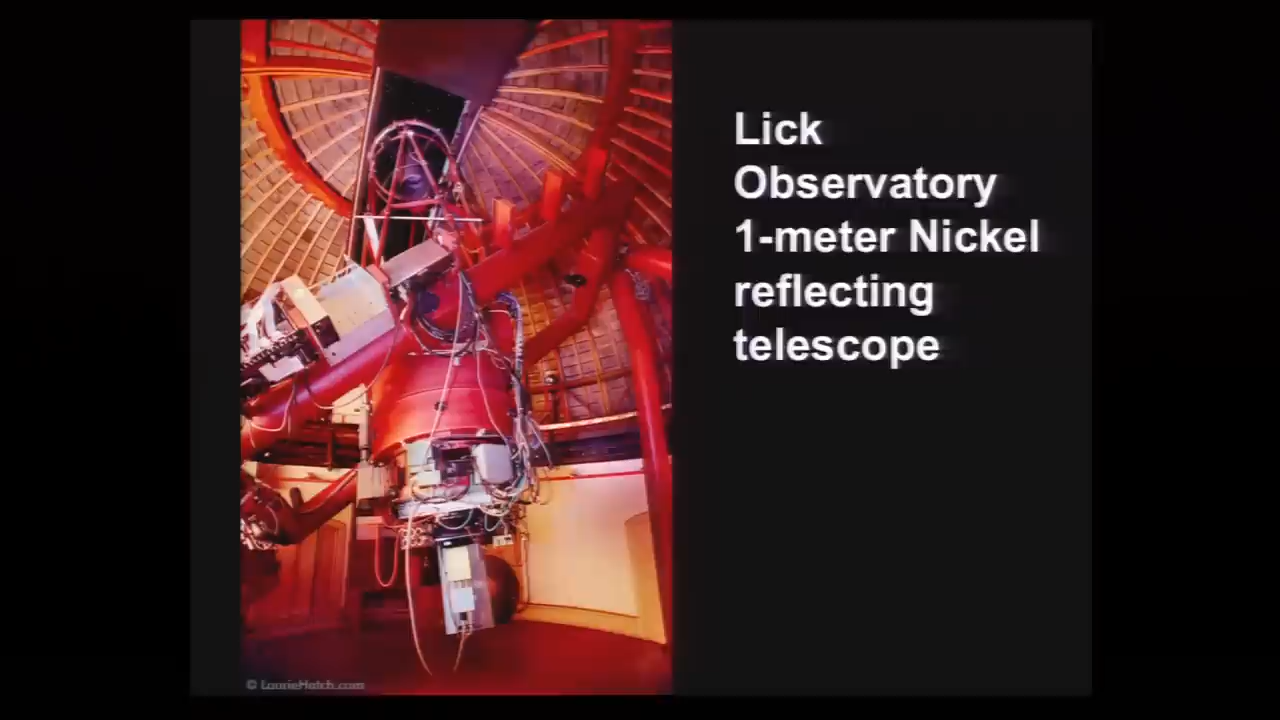 Lick
Observatory
1-meter Nickel
reflecting
telescope
© LaurieHatch.com